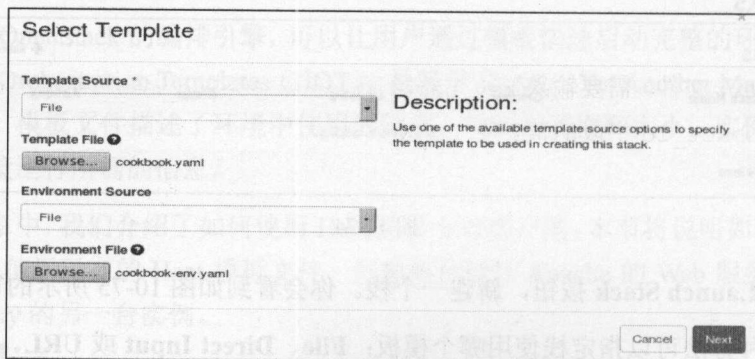 Select Template
Template Source *
File
Template File
Browse... cookbook.yaml
Environment Source
File
Environment File
Browse... cookbook-env.yaml
Description:
Use one of the available template source options to specify
the template to be used in creating this stack.
Cancel
Next